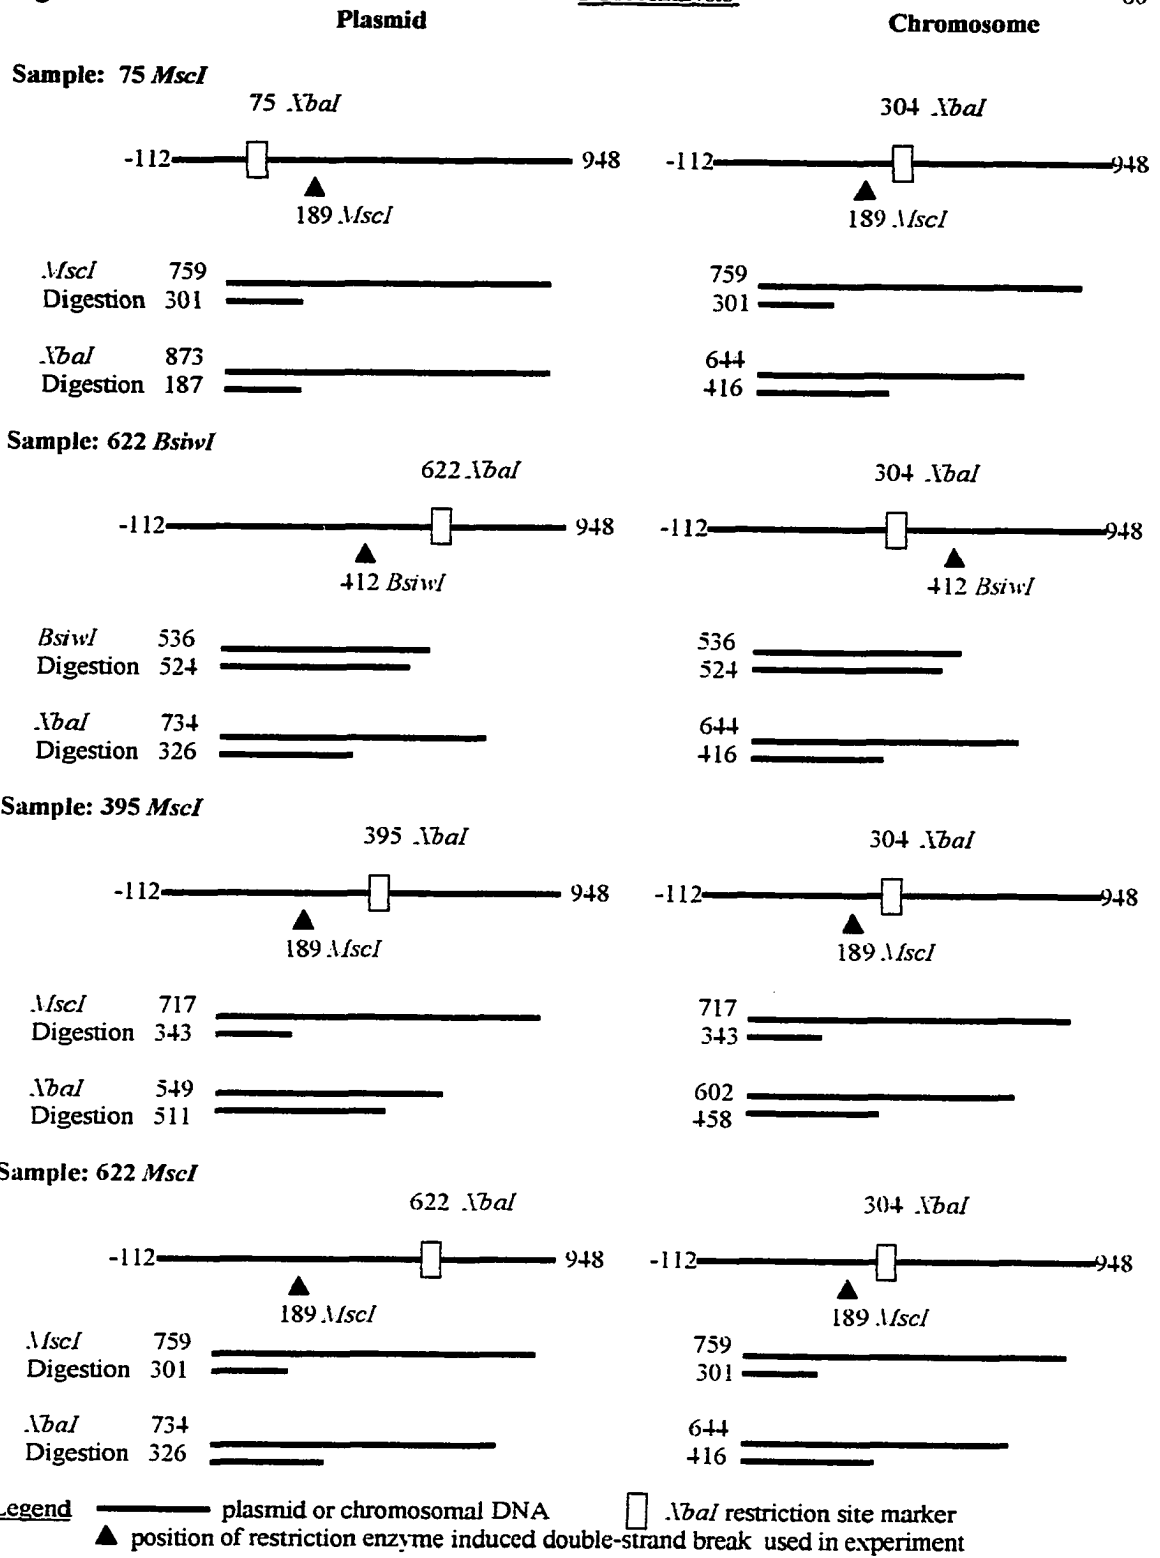 Plasmid
Chromosome
Sample: 75 MscI
75 XbaI
304 XbaI
-112
948
-112
948
189 MscI
189 MscI
MscI 759
Digestion 301
759
301
XbaI 873
Digestion 187
644
416
Sample: 622 BsiwI
622 XbaI
304 XbaI
-112
948
-112
948
412 BsiwI
412 BsiwI
BsiwI 536
Digestion 524
536
524
XbaI 734
Digestion 326
644
416
Sample: 395 MscI
395 XbaI
304 XbaI
-112
948
-112
948
189 MscI
189 MscI
MscI 717
Digestion 343
717
343
XbaI 549
Digestion 511
602
458
Sample: 622 MscI
622 XbaI
304 XbaI
-112
948
-112
948
189 MscI
189 MscI
MscI 759
Digestion 301
759
301
XbaI 734
Digestion 326
644
416
Legend
plasmid or chromosomal DNA
XbaI restriction site marker
position of restriction enzyme induced double-strand break used in experiment